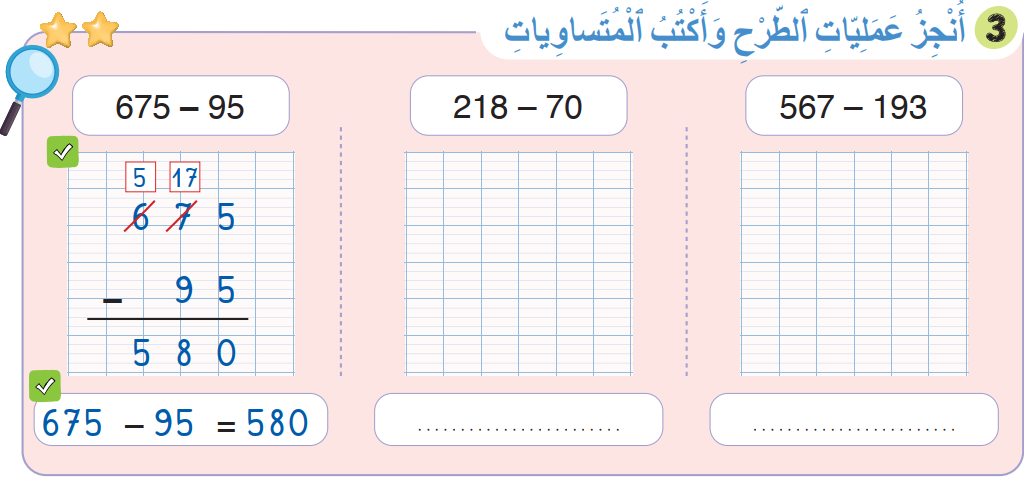 3 أُنْجِزُ عَمَلِيّاتِ ٱلطَّرْحِ وَأَكْتُبُ ٱلْمُتَساوِياتِ
675 – 95
218 – 70
567 – 193
5 17
6 7 5
– 9 5
5 8 0
675 – 95 = 580
........................
........................